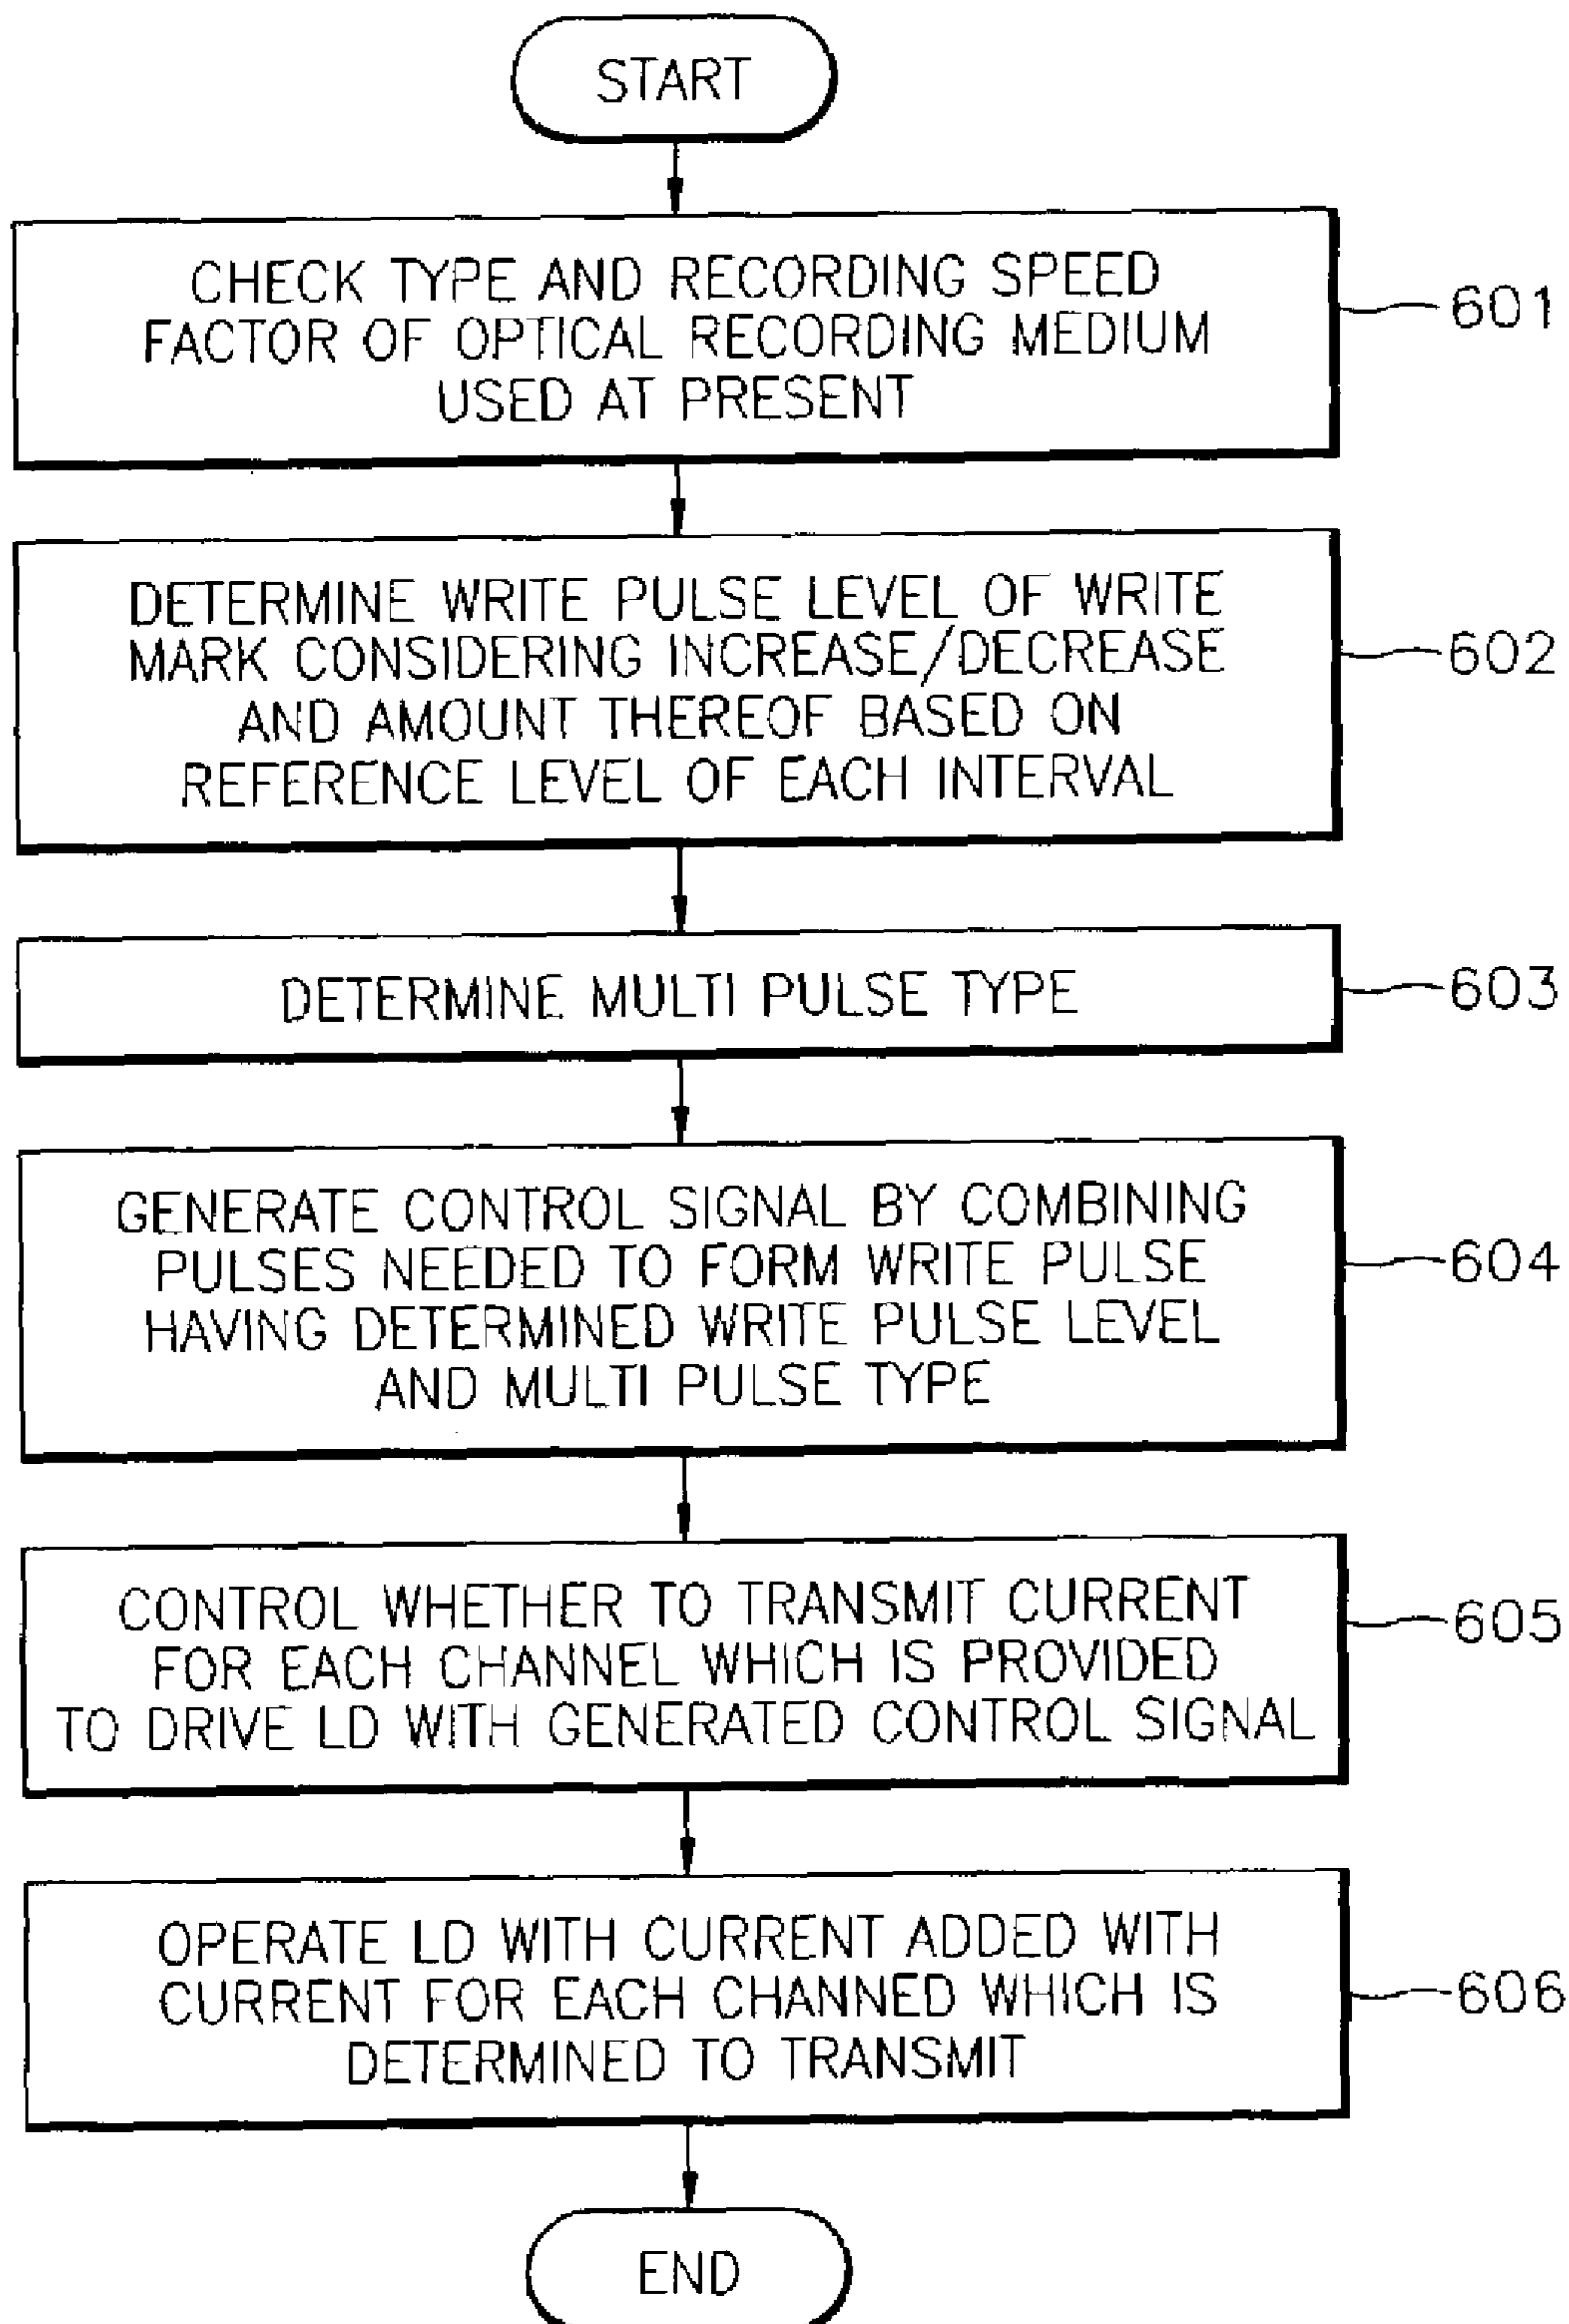 START
CHECK TYPE AND RECORDING SPEED
FACTOR OF OPTICAL RECORDING MEDIUM
USED AT PRESENT
601
DETERMINE WRITE PULSE LEVEL OF WRITE
MARK CONSIDERING INCREASE/DECREASE
AND AMOUNT THEREOF BASED ON
REFERENCE LEVEL OF EACH INTERVAL
602
DETERMINE MULTI PULSE TYPE
603
GENERATE CONTROL SIGNAL BY COMBINING
PULSES NEEDED TO FORM WRITE PULSE
HAVING DETERMINED WRITE PULSE LEVEL
AND MULTI PULSE TYPE
604
CONTROL WHETHER TO TRANSMIT CURRENT
FOR EACH CHANNEL WHICH IS PROVIDED
TO DRIVE LD WITH GENERATED CONTROL SIGNAL
605
OPERATE LD WITH CURRENT ADDED WITH
CURRENT FOR EACH CHANNED WHICH IS
DETERMINED TO TRANSMIT
606
END